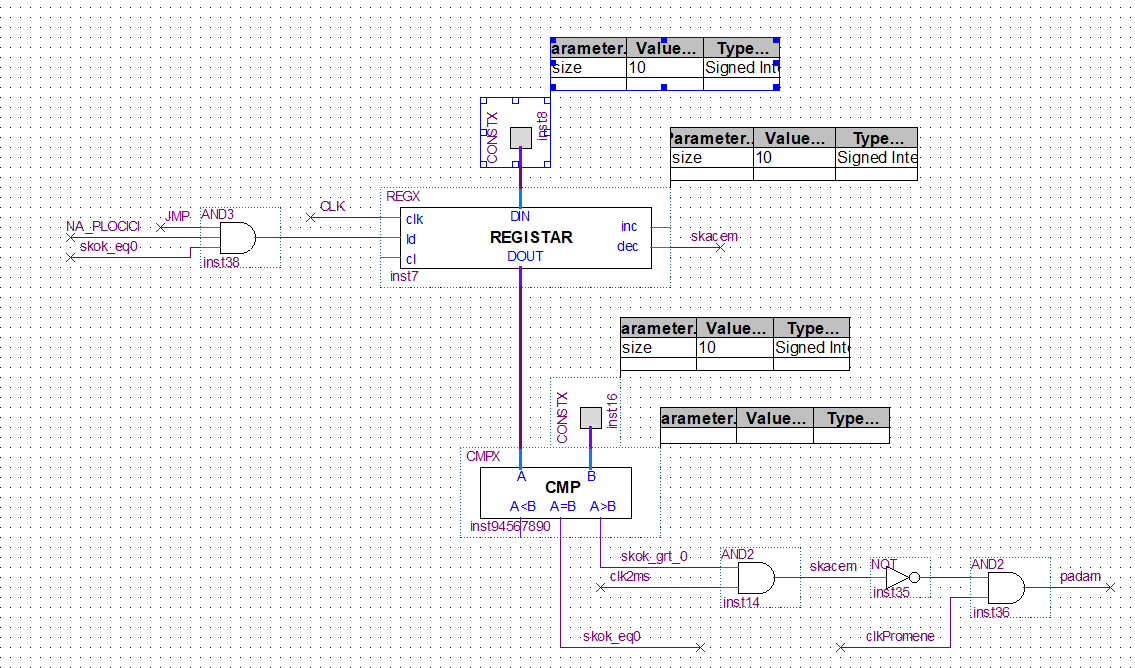 arameter. Value... Type...
size 10 Signed Inte
CONSTX
inst8
Parameter.. Value... Type...
size 10 Signed Inte
REGX
CLK
JMP
AND3
NA_PLOCICI
skok_eq0
inst38
clk
ld
cl
DIN
REGISTAR
DOUT
inc
dec
skacem
inst7
arameter. Value... Type...
size 10 Signed Inte
CONSTX
inst16
arameter. Value... Type...
CMPX
A B
CMP
A<B A=B A>B
inst94567890
skok_grt_0
clk2ms
AND2
inst14
skacem
NOT
inst35
AND2
inst36
padam
skok_eq0
clkPromene